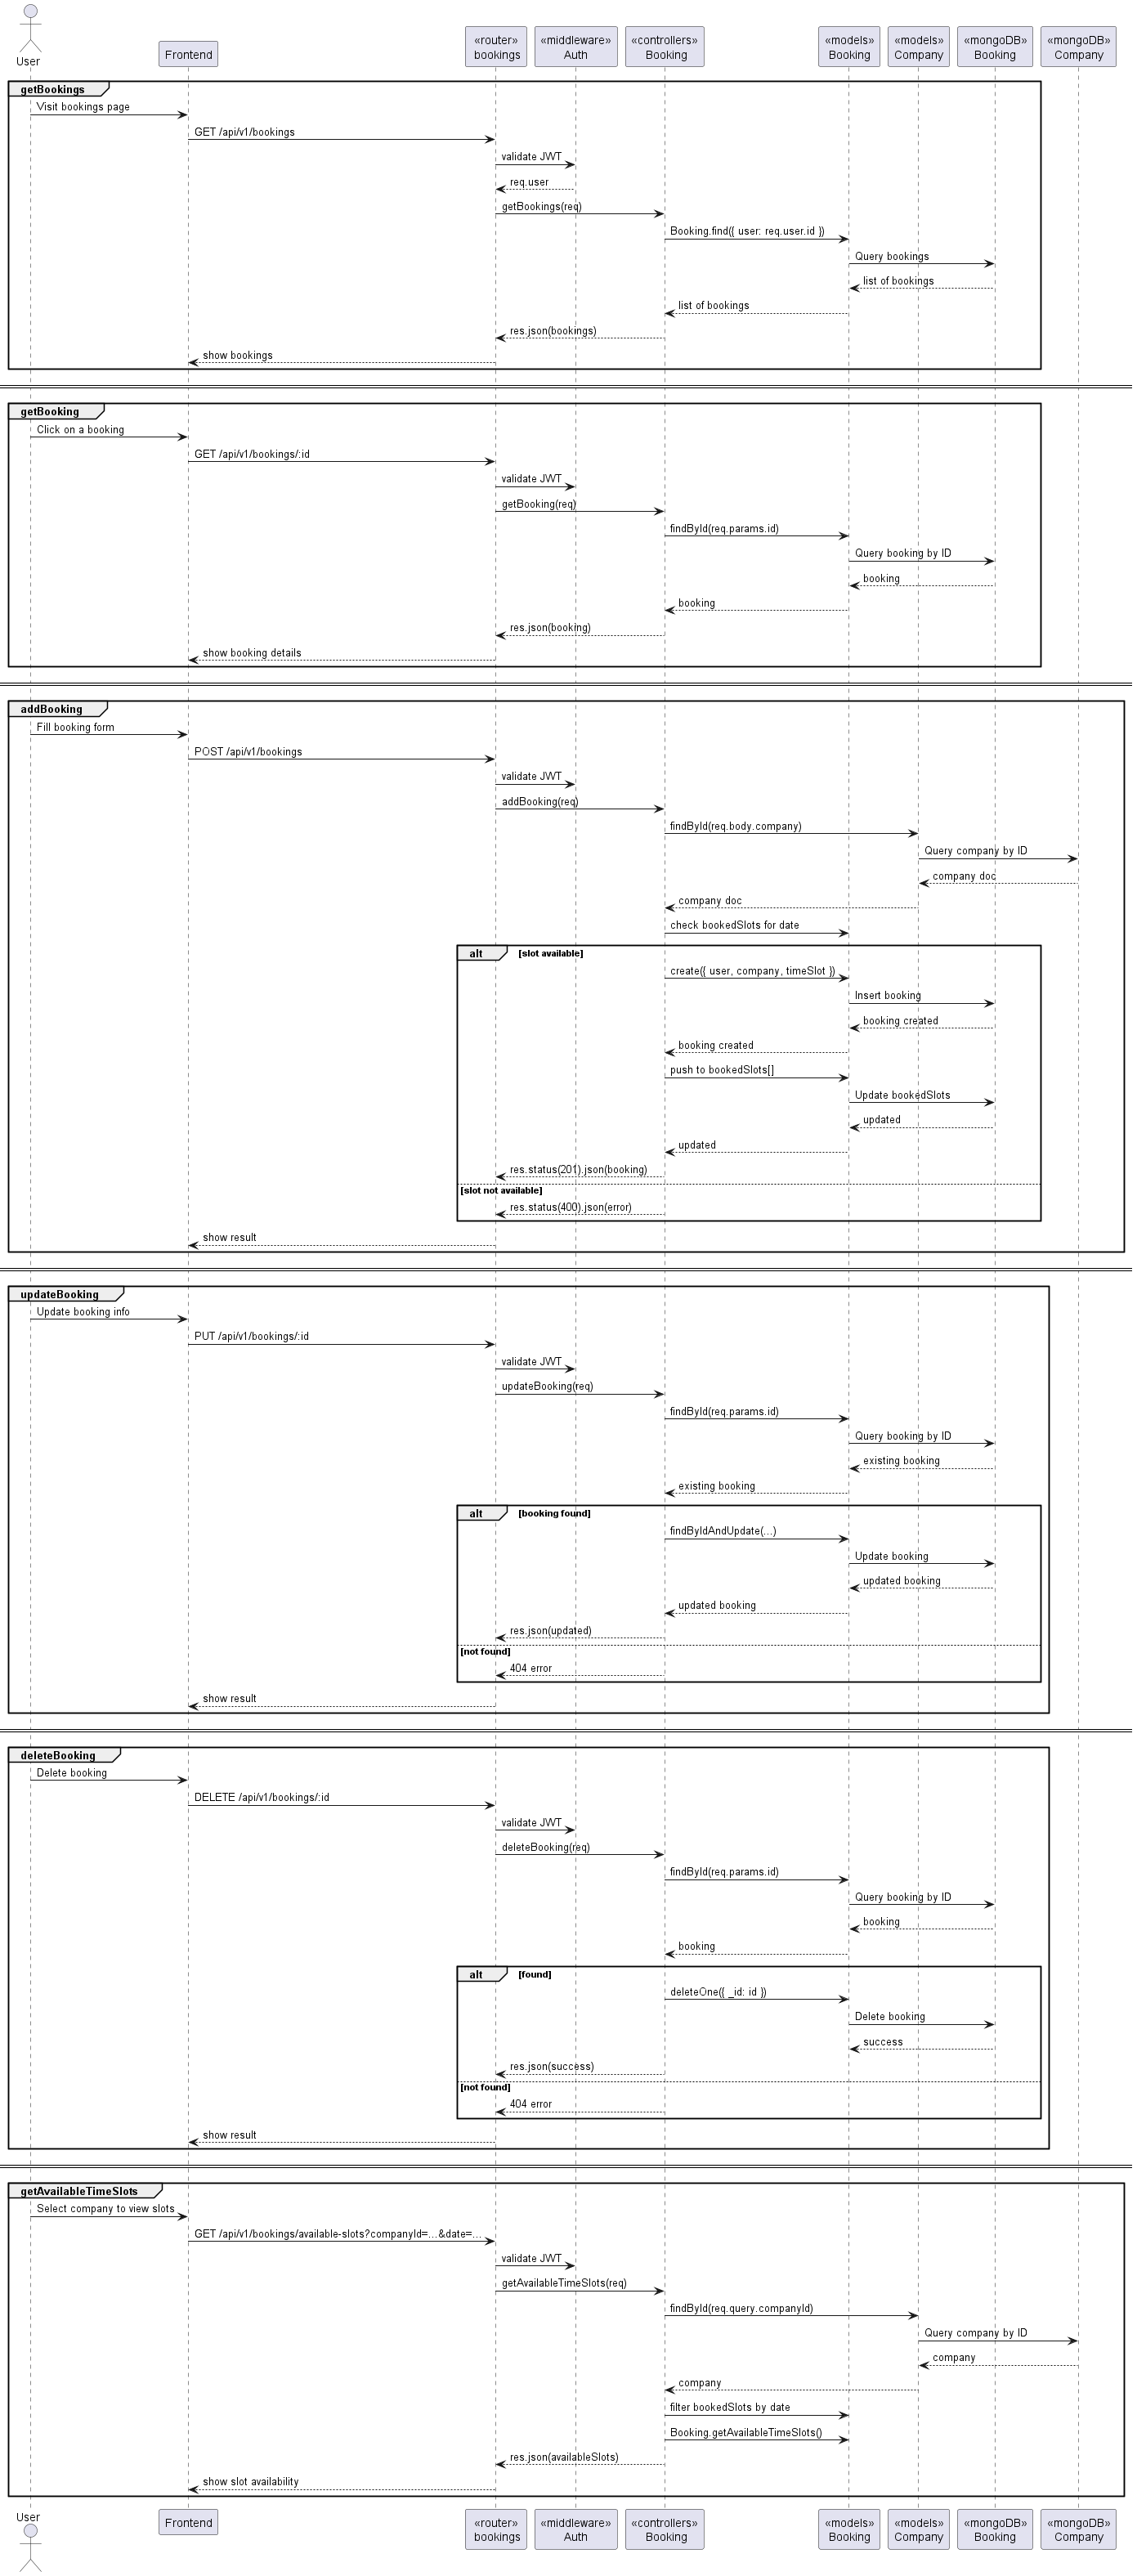 User
Frontend
«router»
bookings
«middleware»
Auth
«controllers»
Booking
«models»
Booking
«models»
Company
«mongoDB»
Booking
«mongoDB»
Company
getBookings
Visit bookings page
GET /api/v1/bookings
validate JWT
req.user
getBookings(req)
Booking.find({ user: req.user.id })
Query bookings
list of bookings
list of bookings
res.json(bookings)
show bookings
getBooking
Click on a booking
GET /api/v1/bookings/:id
validate JWT
getBooking(req)
findById(req.params.id)
Query booking by ID
booking
booking
res.json(booking)
show booking details
addBooking
Fill booking form
POST /api/v1/bookings
validate JWT
addBooking(req)
findById(req.body.company)
Query company by ID
company doc
company doc
check bookedSlots for date
alt [slot available]
create({ user, company, timeSlot })
Insert booking
booking created
booking created
push to bookedSlots[]
Update bookedSlots
updated
updated
res.status(201).json(booking)
[slot not available]
res.status(400).json(error)
show result
updateBooking
Update booking info
PUT /api/v1/bookings/:id
validate JWT
updateBooking(req)
findById(req.params.id)
Query booking by ID
existing booking
existing booking
alt [booking found]
findByIdAndUpdate(...)
Update booking
updated booking
updated booking
res.json(updated)
[not found]
404 error
show result
deleteBooking
Delete booking
DELETE /api/v1/bookings/:id
validate JWT
deleteBooking(req)
findById(req.params.id)
Query booking by ID
booking
booking
alt [found]
deleteOne({ _id: id })
Delete booking
success
res.json(success)
[not found]
404 error
show result
getAvailableTimeSlots
Select company to view slots
GET /api/v1/bookings/available-slots?companyId=...&date=...
validate JWT
getAvailableTimeSlots(req)
findById(req.query.companyId)
Query company by ID
company
company
filter bookedSlots by date
Booking.getAvailableTimeSlots()
res.json(availableSlots)
show slot availability
User
Frontend
«router»
bookings
«middleware»
Auth
«controllers»
Booking
«models»
Booking
«models»
Company
«mongoDB»
Booking
«mongoDB»
Company